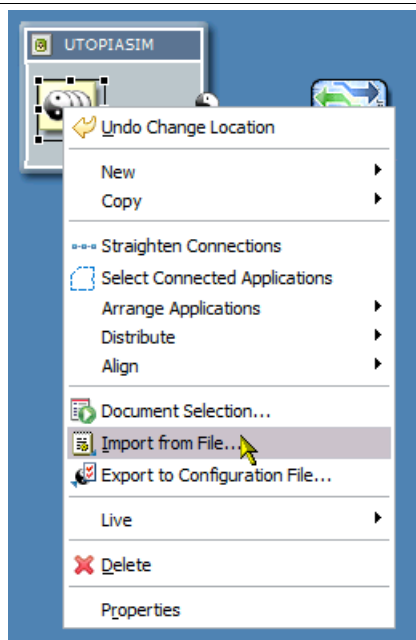 UTOPIASIM
Undo Change Location
New
Copy
Straighten Connections
Select Connected Applications
Arrange Applications
Distribute
Align
Document Selection...
Import from File...
Export to Configuration File...
Live
Delete
Properties